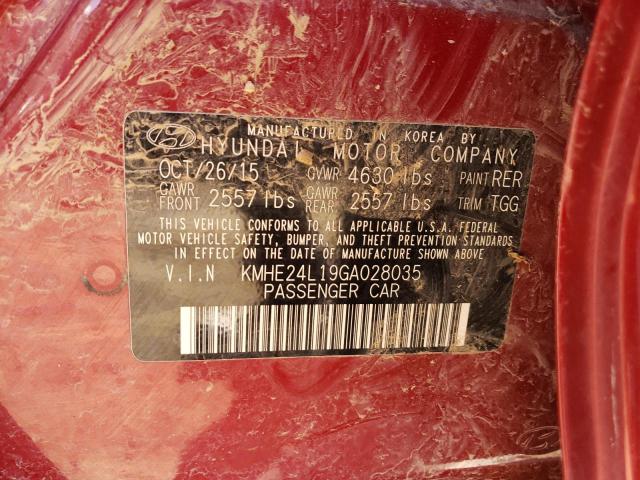 MANUFACTURED IN KOREA BY
HYUNDAI MOTOR COMPANY
OCT/26/15 GVWR 4630 lbs PAINT RER
GAWR FRONT 2557 lbs GAWR REAR 2557 lbs TRIM TGG
THIS VEHICLE CONFORMS TO ALL APPLICABLE U.S.A. FEDERAL
MOTOR VEHICLE SAFETY, BUMPER, AND THEFT PREVENTION STANDARDS
IN EFFECT ON THE DATE OF MANUFACTURE SHOWN ABOVE
V.I.N KMHE24L19GA028035
PASSENGER CAR